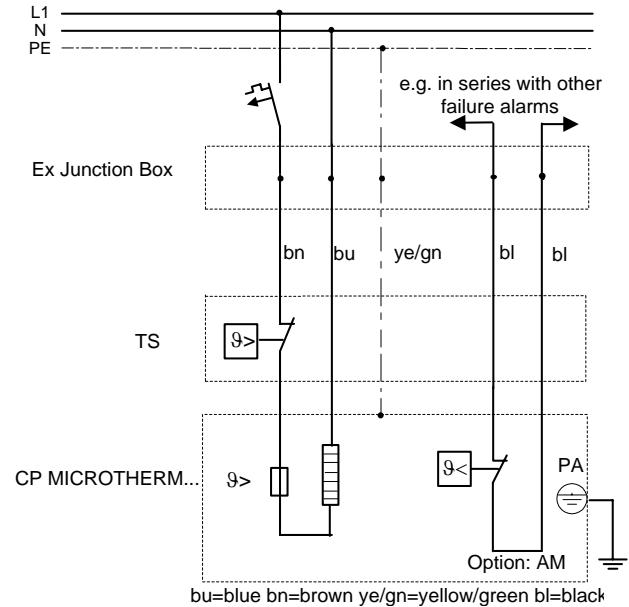 L1
N
PE
e.g. in series with other
failure alarms
Ex Junction Box
bn
bu
ye/gn
bl
bl
TS
ϑ>
CP MICROTHERM...
ϑ>
ϑ<
PA
Option: AM
bu=blue bn=brown ye/gn=yellow/green bl=black